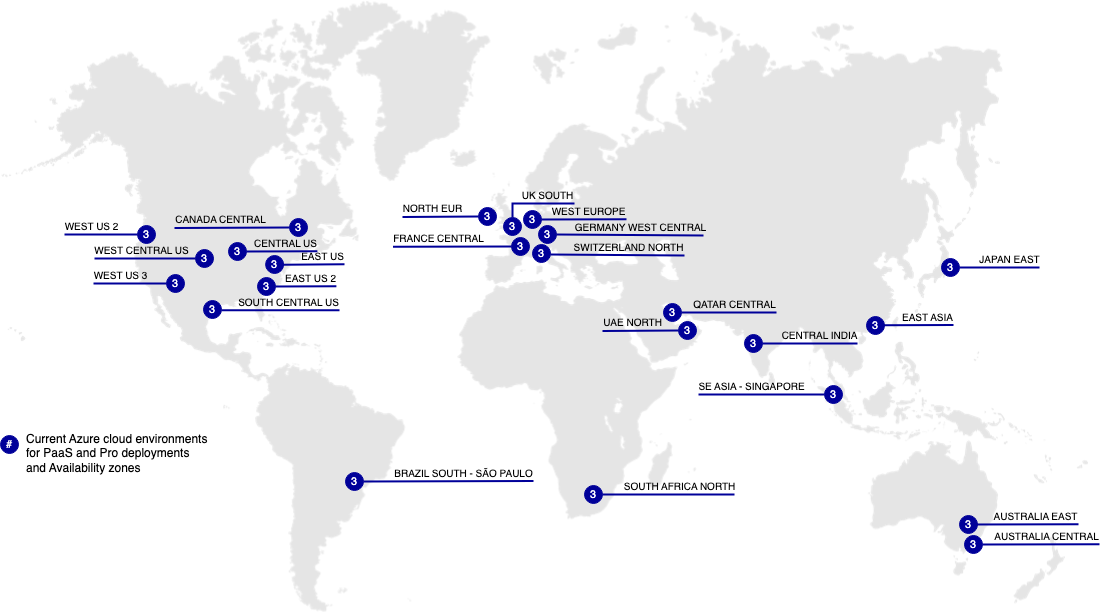 UK SOUTH
NORTH EUR
3
WEST EUROPE
3
3
CANADA CENTRAL
3
WEST US 2
3
GERMANY WEST CENTRAL
3
FRANCE CENTRAL
3
SWITZERLAND NORTH
3
CENTRAL US
3
WEST CENTRAL US
3
EAST US
3
WEST US 3
3
EAST US 2
3
SOUTH CENTRAL US
3
JAPAN EAST
3
QATAR CENTRAL
3
UAE NORTH
3
EAST ASIA
3
CENTRAL INDIA
3
SE ASIA - SINGAPORE
3
# Current Azure cloud environments
for PaaS and Pro deployments
and Availability zones
3
BRAZIL SOUTH - SÃO PAULO
3
SOUTH AFRICA NORTH
3
AUSTRALIA EAST
3
AUSTRALIA CENTRAL